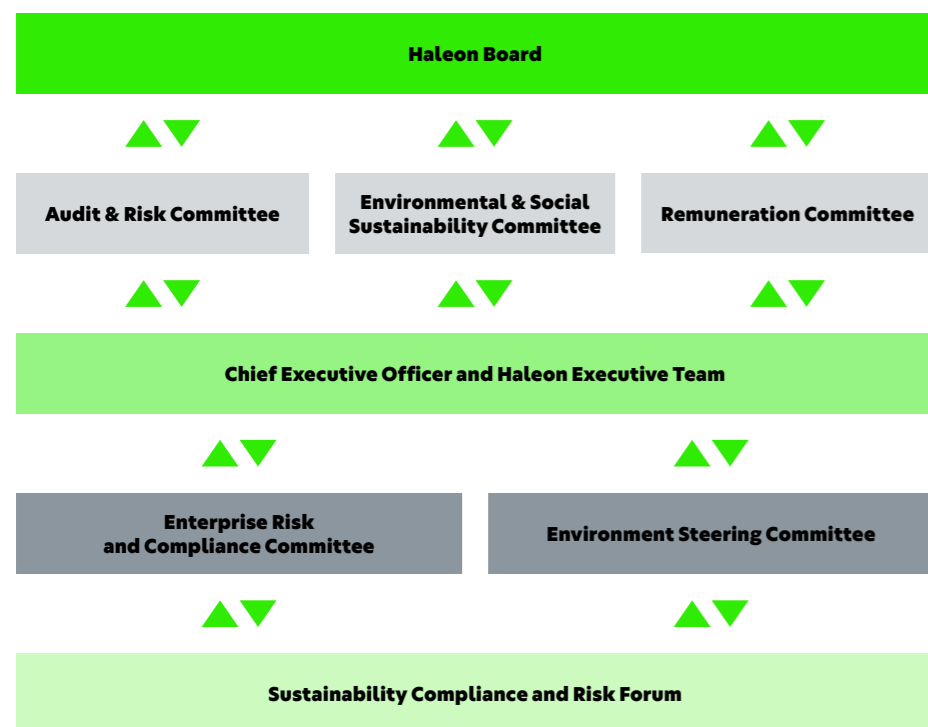 Haleon Board
Audit & Risk Committee
Environmental & Social
Sustainability Committee
Remuneration Committee
Chief Executive Officer and Haleon Executive Team
Enterprise Risk
and Compliance Committee
Environment Steering Committee
Sustainability Compliance and Risk Forum